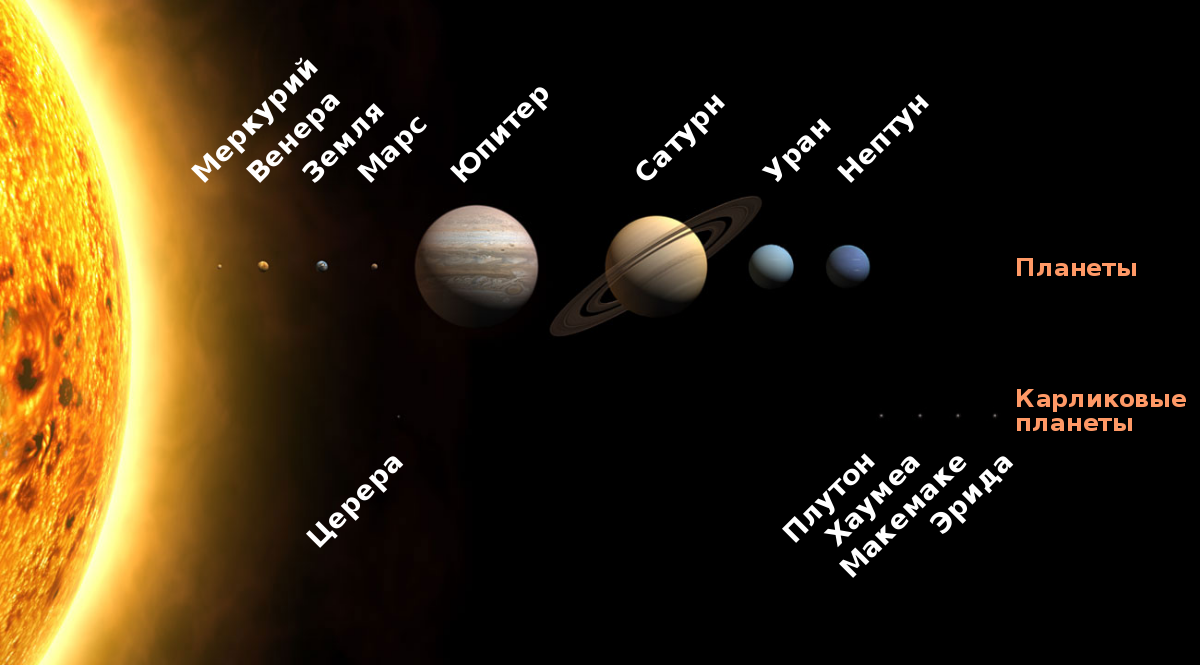 Меркурий
Венера
Земля
Марс
Юпитер
Сатурн
Уран
Нептун
Планеты
Карликовые
планеты
Церера
Плутон
Хаумеа
Макемаке
Эрида